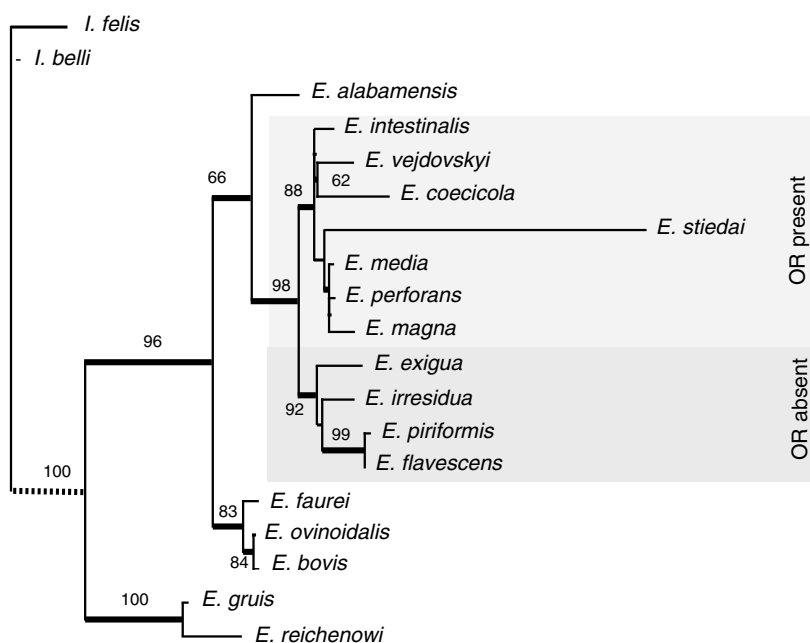 I. felis
I. belli
E. alabamensis
E. intestinalis
66
E. vejdovskyi
88
62
E. coecicola
E. stiedai
OR present
E. media
98
E. perforans
E. magna
96
E. exigua
E. irresidua
92
OR absent
99
E. piriformis
E. flavescens
100
E. faurei
83
E. ovinoidalis
84
E. bovis
100
E. gruis
E. reichenowi